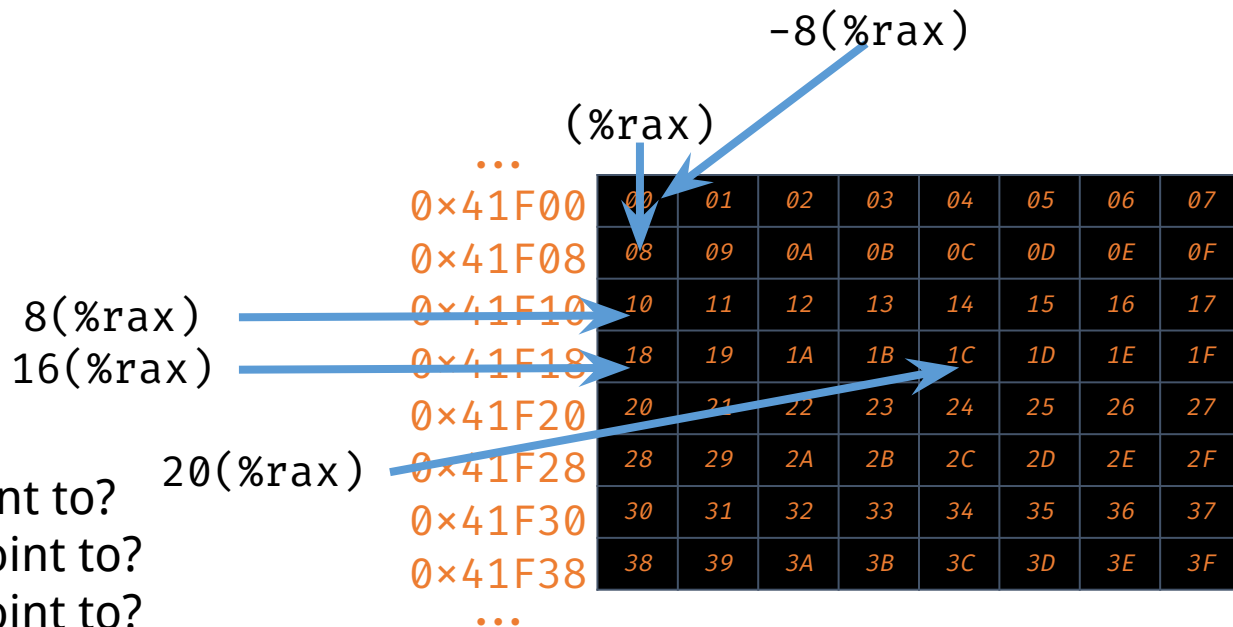 -8(%rax)
(%rax)
...
0×41F00 00 01 02 03 04 05 06 07
0×41F08 08 09 0A 0B 0C 0D 0E 0F
8(%rax) 0×41F10 10 11 12 13 14 15 16 17
16(%rax) 0×41F18 18 19 1A 1B 1C 1D 1E 1F
0×41F20 20 21 22 23 24 25 26 27
20(%rax) 0×41F28 28 29 2A 2B 2C 2D 2E 2F
nt to?
0×41F30 30 31 32 33 34 35 36 37
oint to?
0×41F38 38 39 3A 3B 3C 3D 3E 3F
oint to?
...